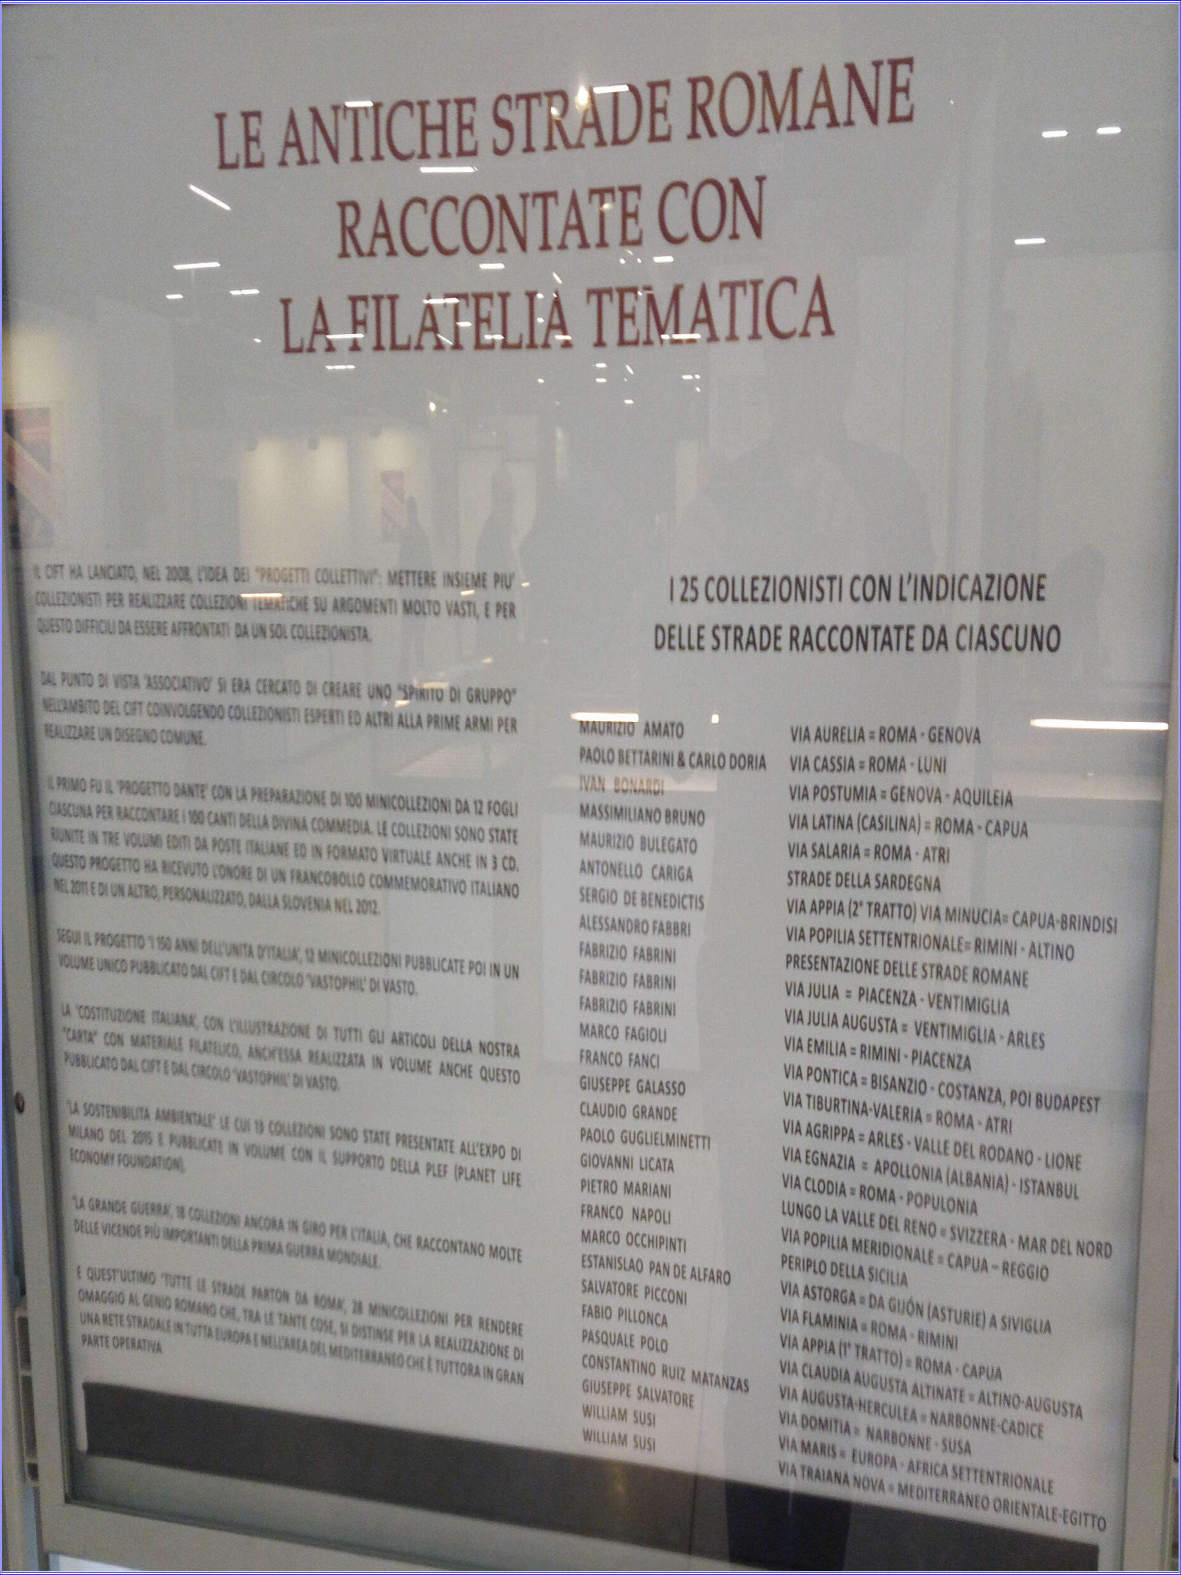 LE ANTICHE STRADE ROMANE
RACCONTATE CON
LA FILATELIA TEMATICA
IL CIFT HA LANCIATO, NEL 2008, L'IDEA DEI "PROGETTI COLLETTIVI": METTERE INSIEME PIU'
COLLEZIONISTI PER REALIZZARE COLLEZIONI TEMATICHE SU ARGOMENTI MOLTO VASTI, E PER
QUESTO DIFFICILI DA ESSERE AFFRONTATI DA UN SOL COLLEZIONISTA.
DAL PUNTO DI VISTA 'ASSOCIATIVO' SI ERA CERCATO DI CREARE UNO "SPIRITO DI GRUPPO"
NELL'AMBITO DEL CIFT COINVOLGENDO COLLEZIONISTI ESPERTI ED ALTRI ALLA PRIME ARMI PER
REALIZZARE UN DISEGNO COMUNE.
IL PRIMO FU IL 'PROGETTO DANTE' CON LA PREPARAZIONE DI 100 MINICOLLEZIONI DA 12 FOGLI
CIASCUNA PER RACCONTARE I 100 CANTI DELLA DIVINA COMMEDIA. LE COLLEZIONI SONO STATE
RIUNITE IN TRE VOLUMI EDITI DA POSTE ITALIANE ED IN FORMATO VIRTUALE ANCHE IN 3 CD.
QUESTO PROGETTO HA RICEVUTO L'ONORE DI UN FRANCOBOLLO COMMEMORATIVO ITALIANO
NEL 2011 E DI UN ALTRO, PERSONALIZZATO, DALLA SLOVENIA NEL 2012.
SEGUI IL PROGETTO 'I 150 ANNI DELL'UNITA D'ITALIA', 12 MINICOLLEZIONI PUBBLICATE POI IN UN
VOLUME UNICO PUBBLICATO DAL CIFT E DAL CIRCOLO 'VASTOPHIL' DI VASTO.
LA 'COSTITUZIONE ITALIANA', CON L'ILLUSTRAZIONE DI TUTTI GLI ARTICOLI DELLA NOSTRA
"CARTA" CON MATERIALE FILATELICO, ANCH'ESSA REALIZZATA IN VOLUME ANCHE QUESTO
PUBBLICATO DAL CIFT E DAL CIRCOLO 'VASTOPHIL' DI VASTO.
'LA SOSTENIBILITA AMBIENTALE' LE CUI 13 COLLEZIONI SONO STATE PRESENTATE ALL'EXPO DI
MILANO DEL 2015 E PUBBLICATE IN VOLUME CON IL SUPPORTO DELLA PLEF (PLANET LIFE
ECONOMY FOUNDATION),
'LA GRANDE GUERRA', 18 COLLEZIONI ANCORA IN GIRO PER L'ITALIA, CHE RACCONTANO MOLTE
DELLE VICENDE PIÙ IMPORTANTI DELLA PRIMA GUERRA MONDIALE.
E QUEST'ULTIMO 'TUTTE LE STRADE PARTON DA ROMA', 28 MINICOLLEZIONI PER RENDERE
OMAGGIO AL GENIO ROMANO CHE, TRA LE TANTE COSE, SI DISTINSE PER LA REALIZZAZIONE DI
UNA RETE STRADALE IN TUTTA EUROPA E NELL'AREA DEL MEDITERRANEO CHE È TUTTORA IN GRAN
PARTE OPERATIVA
I 25 COLLEZIONISTI CON L'INDICAZIONE
DELLE STRADE RACCONTATE DA CIASCUNO
MAURIZIO AMATO VIA AURELIA = ROMA - GENOVA
PAOLO BETTARINI & CARLO DORIA VIA CASSIA = ROMA - LUNI
IVAN BONARDI VIA POSTUMIA = GENOVA - AQUILEIA
MASSIMILIANO BRUNO VIA LATINA (CASILINA) = ROMA - CAPUA
MAURIZIO BULEGATO VIA SALARIA = ROMA - ATRI
ANTONELLO CARIGA STRADE DELLA SARDEGNA
SERGIO DE BENEDICTIS VIA APPIA (2° TRATTO) VIA MINUCIA= CAPUA-BRINDISI
ALESSANDRO FABBRI VIA POPILIA SETTENTRIONALE= RIMINI - ALTINO
FABRIZIO FABRINI PRESENTAZIONE DELLE STRADE ROMANE
FABRIZIO FABRINI VIA JULIA = PIACENZA - VENTIMIGLIA
FABRIZIO FABRINI VIA JULIA AUGUSTA = VENTIMIGLIA - ARLES
MARCO FAGIOLI VIA EMILIA = RIMINI - PIACENZA
FRANCO FANCI VIA PONTICA = BISANZIO - COSTANZA, POI BUDAPEST
GIUSEPPE GALASSO VIA TIBURTINA-VALERIA = ROMA - ATRI
CLAUDIO GRANDE VIA AGRIPPA = ARLES - VALLE DEL RODANO - LIONE
PAOLO GUGLIELMINETTI VIA EGNAZIA = APOLLONIA (ALBANIA) - ISTANBUL
GIOVANNI LICATA VIA CLODIA = ROMA - POPULONIA
PIETRO MARIANI LUNGO LA VALLE DEL RENO = SVIZZERA - MAR DEL NORD
FRANCO NAPOLI VIA POPILIA MERIDIONALE = CAPUA – REGGIO
MARCO OCCHIPINTI PERIPLO DELLA SICILIA
ESTANISLAO PAN DE ALFARO VIA ASTORGA = DA GIJÓN (ASTURIE) A SIVIGLIA
SALVATORE PICCONI VIA FLAMINIA = ROMA - RIMINI
FABIO PILLONCA VIA APPIA (1° TRATTO) = ROMA - CAPUA
PASQUALE POLO VIA CLAUDIA AUGUSTA ALTINATE = ALTINO-AUGUSTA
CONSTANTINO RUIZ MATANZAS VIA AUGUSTA-HERCULEA = NARBONNE-CADICE
GIUSEPPE SALVATORE VIA DOMITIA = NARBONNE - SUSA
WILLIAM SUSI VIA MARIS = EUROPA - AFRICA SETTENTRIONALE
WILLIAM SUSI VIA TRAIANA NOVA = MEDITERRANEO ORIENTALE-EGITTO